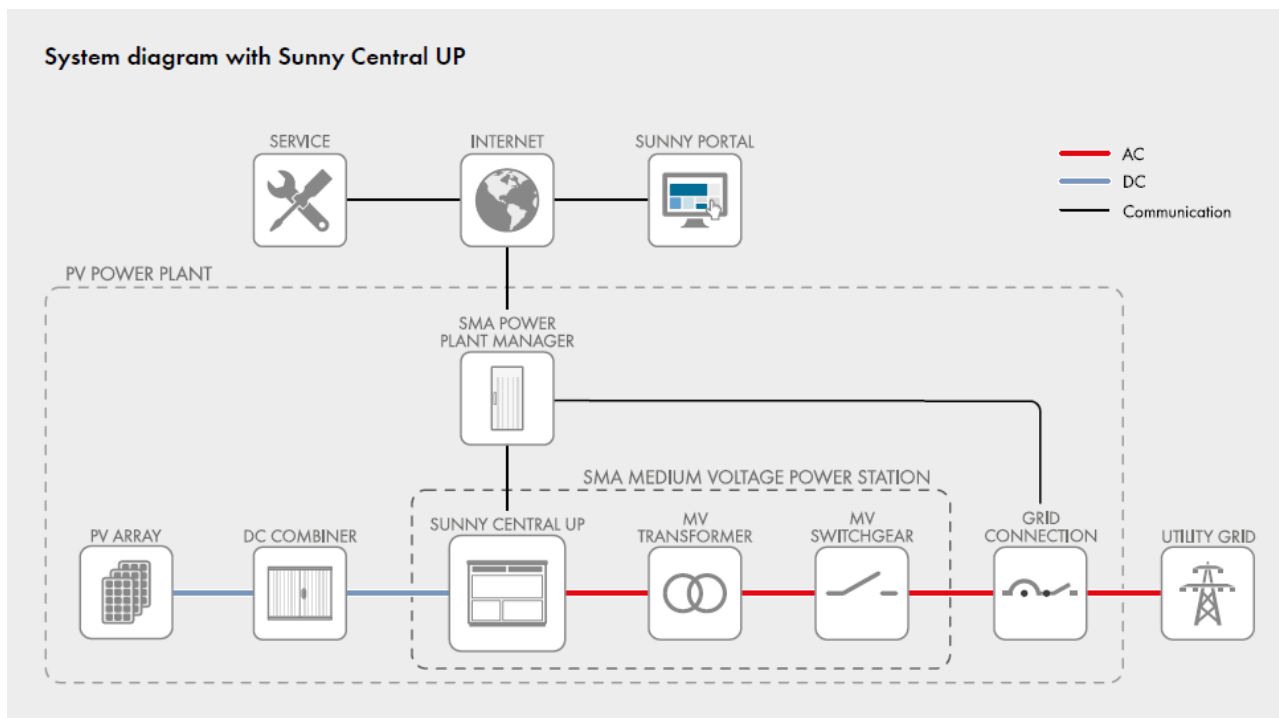 System diagram with Sunny Central UP
SERVICE
INTERNET
SUNNY PORTAL
AC
DC
Communication
PV POWER PLANT
SMA POWER
PLANT MANAGER
SMA MEDIUM VOLTAGE POWER STATION
PV ARRAY
DC COMBINER
SUNNY CENTRAL UP
MV
TRANSFORMER
MV
SWITCHGEAR
GRID
CONNECTION
UTILITY GRID